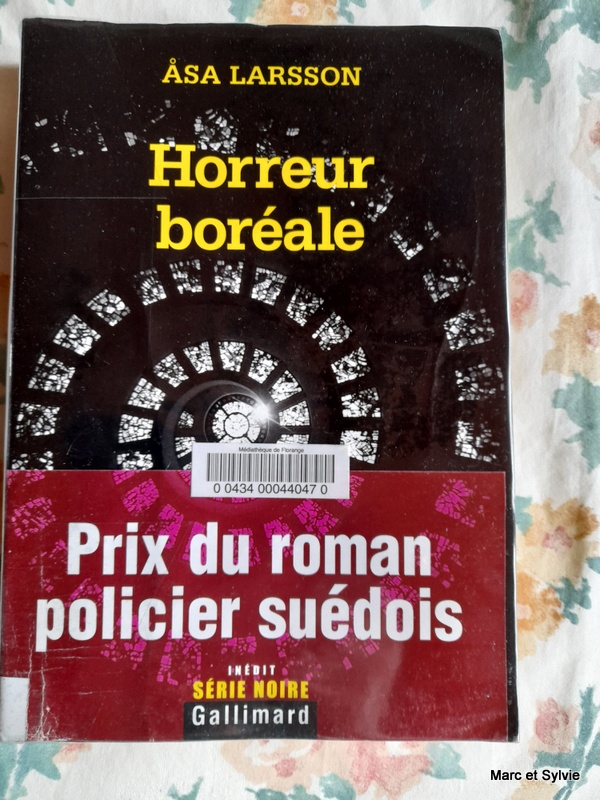 ÅSA LARSSON
Horreur
boréale
Médiathèque de Florange
0 0434 00044047 0
Prix du roman
policier suédois
INÉDIT
SÉRIE NOIRE
Gallimard
Marc et Sylvie